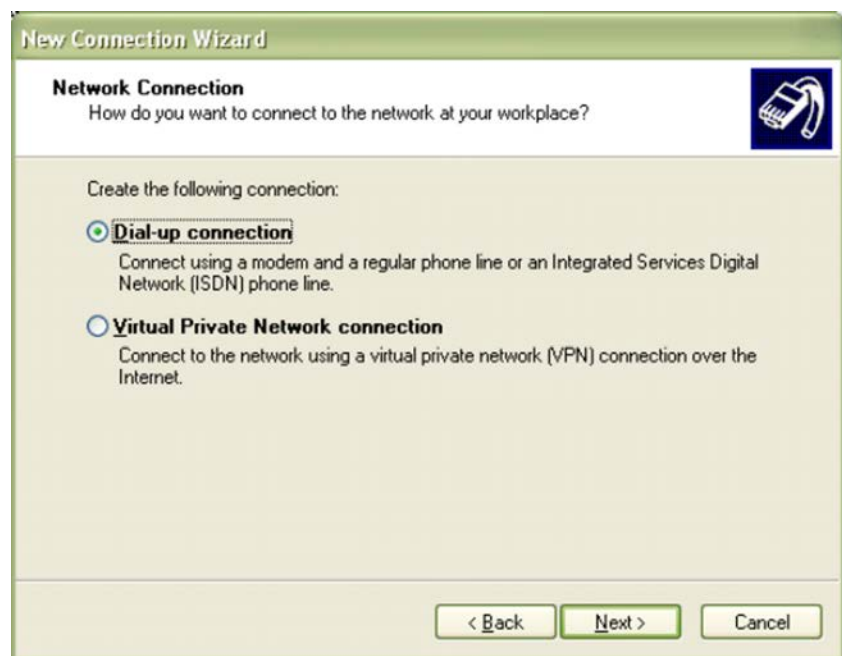 New Connection Wizard
Network Connection
How do you want to connect to the network at your workplace?
Create the following connection:
Dial-up connection
Connect using a modem and a regular phone line or an Integrated Services Digital
Network (ISDN) phone line.
Virtual Private Network connection
Connect to the network using a virtual private network (VPN) connection over the
Internet.
< Back Next > Cancel